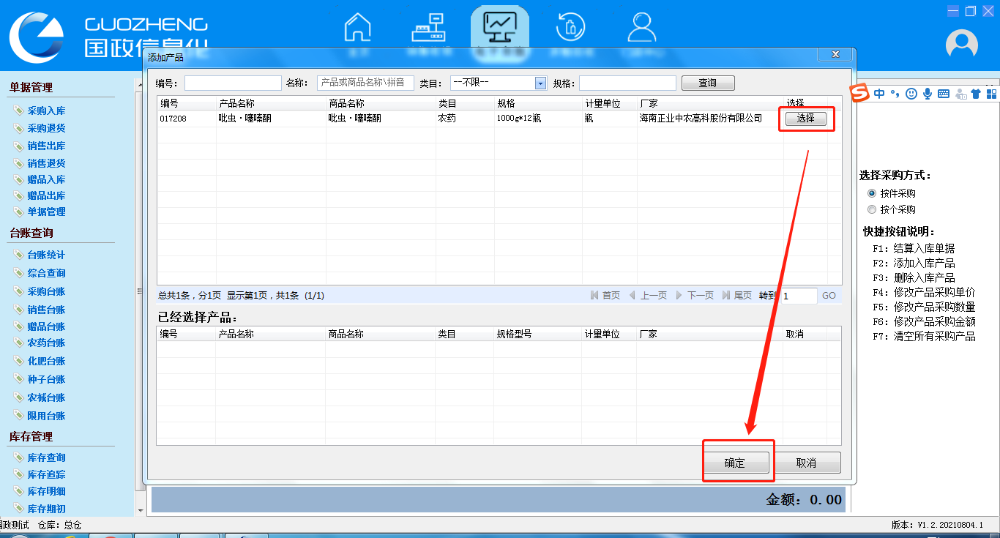 GUOZHENG
国政信息化
添加产品
编号： 名称： 产品或商品名称\拼音 类目： --不限-- 规格： 查询
编号 产品名称 商品名称 类目 规格 计量单位 厂家 选择
017208 吡虫·噻嗪酮 吡虫·噻嗪酮 农药 1000g*12瓶 瓶 海南正业中农高科股份有限公司 选择
总共1条，分1页 显示第1页，共1条 (1/1) 首页 上一页 下一页 尾页 转到 1 GO
已经选择产品：
编号 产品名称 商品名称 类目 规格型号 计量单位 厂家 取消
确定 取消
单据管理
采购入库
采购退货
销售出库
销售退货
赠品入库
赠品出库
单据管理
台账查询
台账统计
综合查询
采购台账
销售台账
赠品台账
农药台账
化肥台账
种子台账
农械台账
限用台账
库存管理
库存查询
库存追踪
库存明细
库存期初
中
选择采购方式：
按件采购
按个采购
快捷按钮说明：
F1：结算入库单据
F2：添加入库产品
F3：删除入库产品
F4：修改产品采购单价
F5：修改产品采购数量
F6：修改产品采购金额
F7：清空所有采购产品
金额：0.00
国政测试 仓库：总仓
版本：V1.2.20210804.1